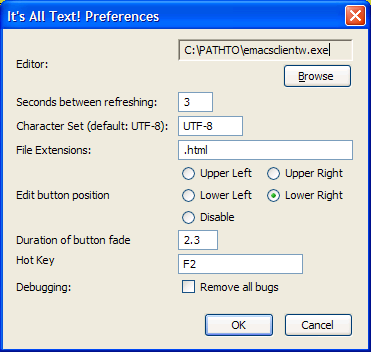 It's All Text! Preferences
Editor:
C:\PATHTO\emacsclientw.exe
Browse
Seconds between refreshing: 3
Character Set (default: UTF-8): UTF-8
File Extensions: .html
Upper Left Upper Right
Edit button position Lower Left Lower Right
Disable
Duration of button fade 2.3
Hot Key F2
Debugging: Remove all bugs
OK Cancel